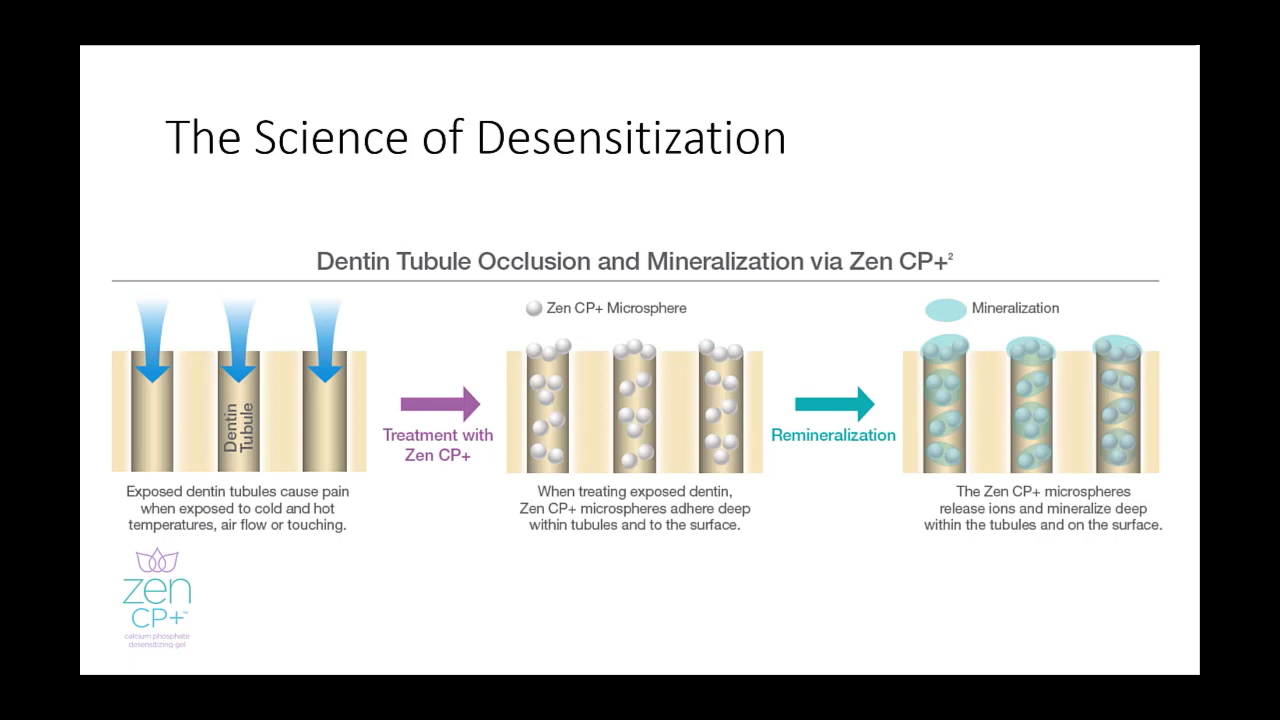 The Science of Desensitization
Dentin Tubule Occlusion and Mineralization via Zen CP+²
Dentin
Tubule
Exposed dentin tubules cause pain
when exposed to cold and hot
temperatures, air flow or touching.
Treatment with
Zen CP+
Zen CP+ Microsphere
When treating exposed dentin,
Zen CP+ microspheres adhere deep
within tubules and to the surface.
Remineralization
Mineralization
The Zen CP+ microspheres
release ions and mineralize deep
within the tubules and on the surface.
zen
CP+™
calcium phosphate
desensitizing gel